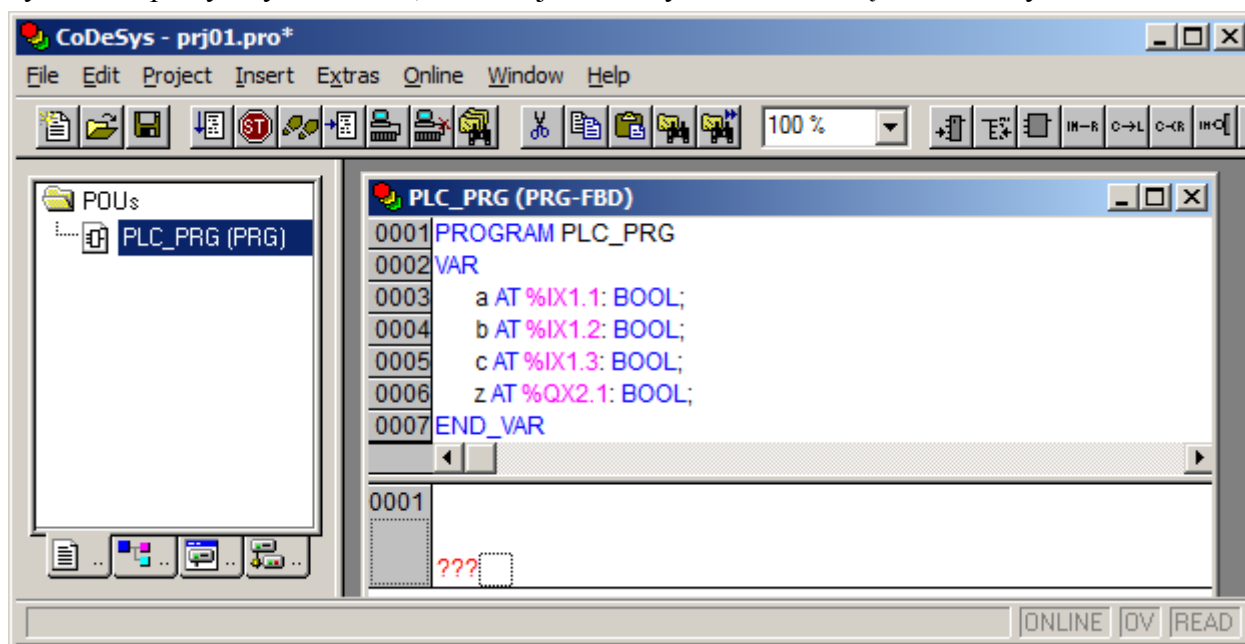 CoDeSys - prj01.pro*
File Edit Project Insert Extras Online Window Help
ST 100 %
POUs
PLC_PRG (PRG)
PLC_PRG (PRG-FBD)
0001 PROGRAM PLC_PRG
0002 VAR
0003 a AT %IX1.1: BOOL;
0004 b AT %IX1.2: BOOL;
0005 c AT %IX1.3: BOOL;
0006 z AT %QX2.1: BOOL;
0007 END_VAR
0001
???
.. .. .. ..
ONLINE OV READ